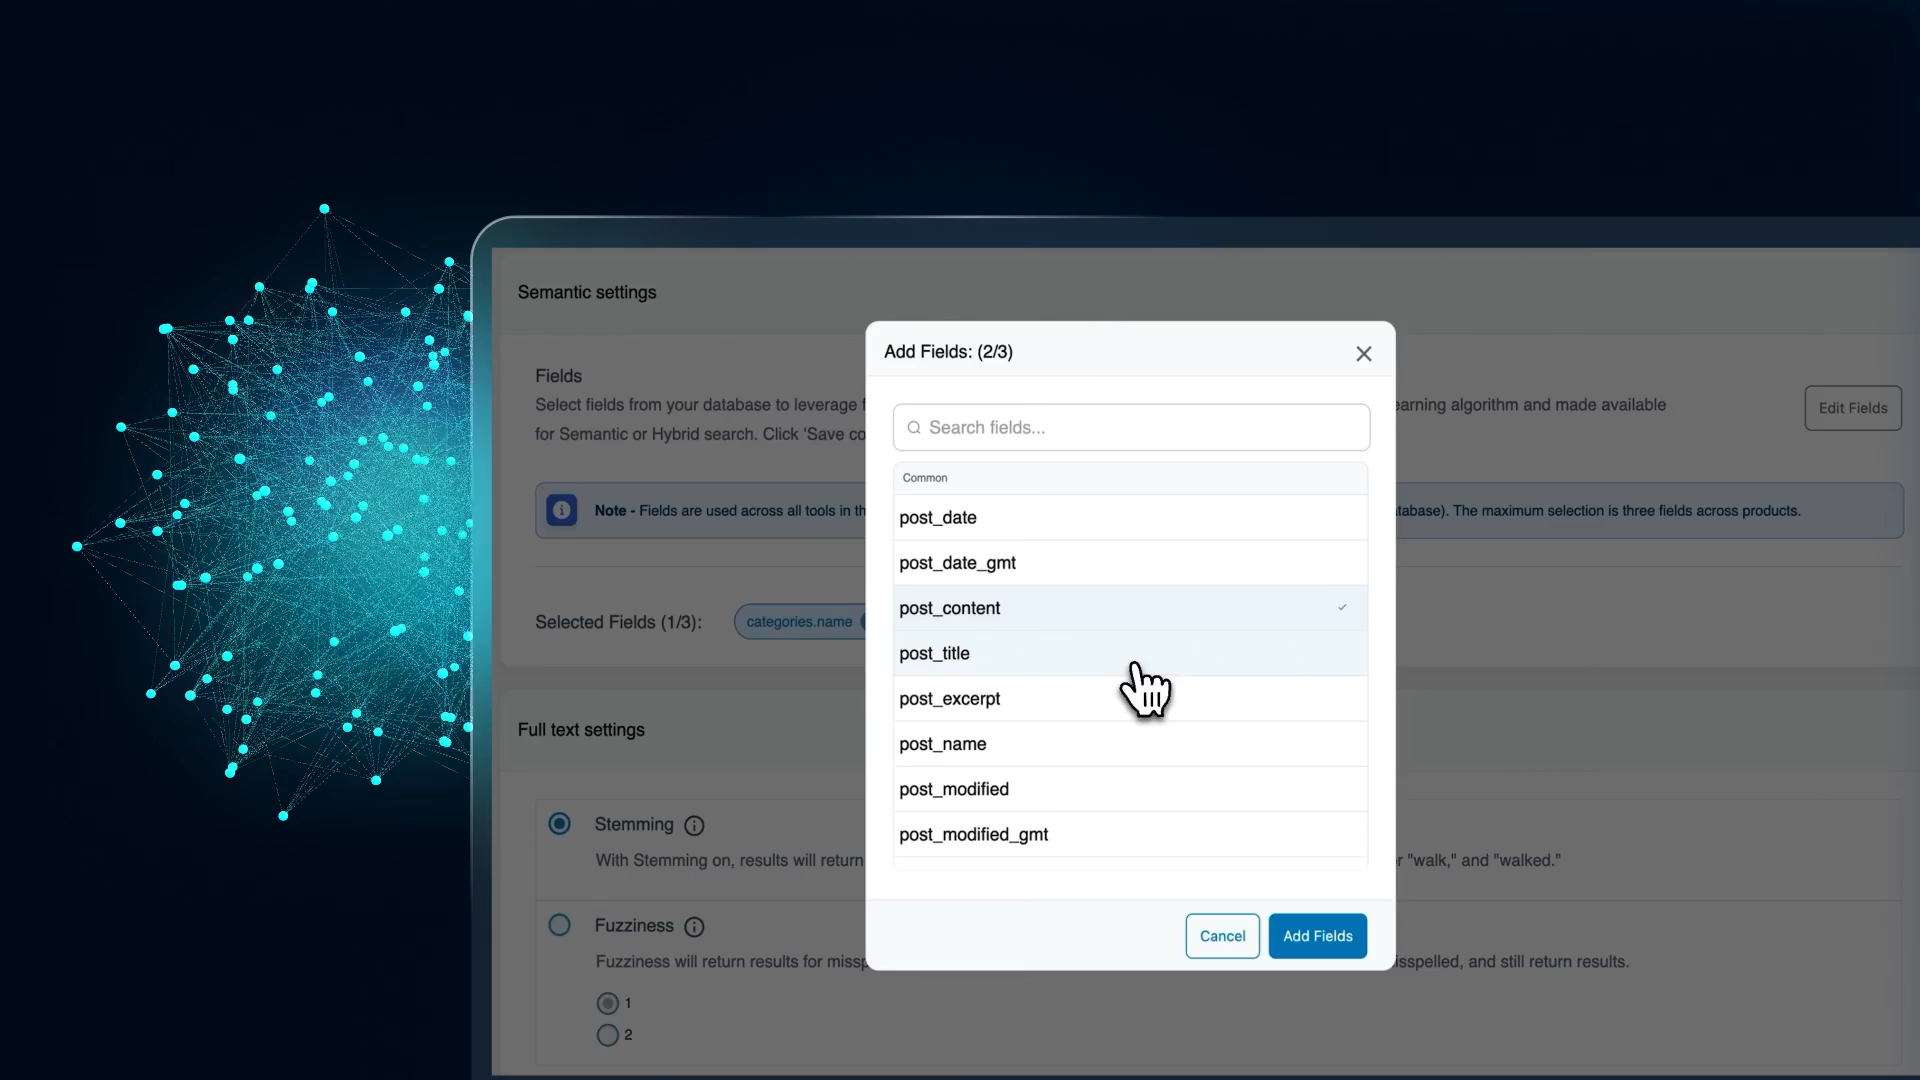 Semantic settings
Fields
Select fields from your database to leverage
earning algorithm and made available
for Semantic or Hybrid search. Click ‘Save
Edit Fields
Note - Fields are used across all tools in
The maximum selection is three fields across products.
Selected Fields (1/3):
categories.name
Full text settings
Stemming
With Stemming on, results will return
"walk," and "walked."
Fuzziness
Fuzziness will return results for
isspelled, and still return results.
1
2
Add Fields: (2/3)
Search fields...
Common
post_date
post_date_gmt
post_content
post_title
post_excerpt
post_name
post_modified
post_modified_gmt
Cancel
Add Fields